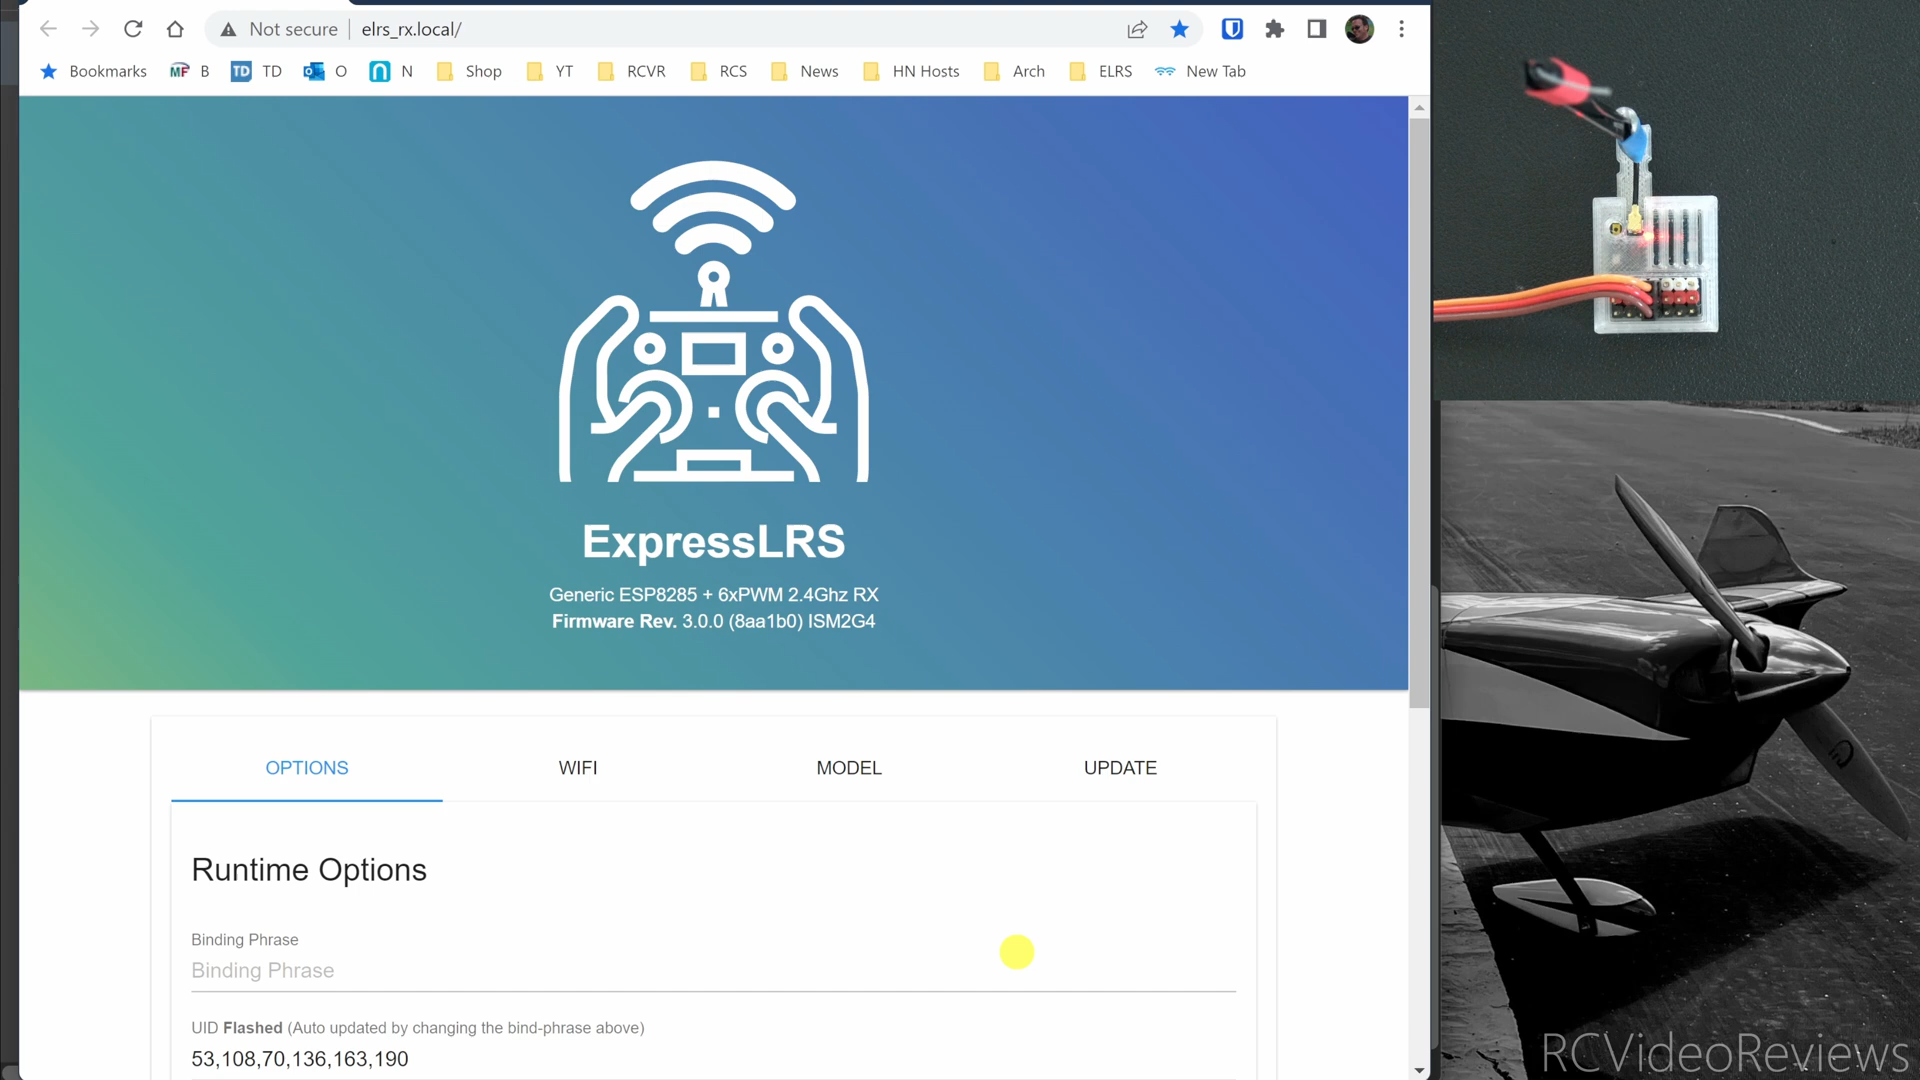 Not secure elrs_rx.local/
Bookmarks MF B TD TD O N Shop YT RCVR RCS News HN Hosts Arch ELRS New Tab
ExpressLRS
Generic ESP8285 + 6xPWM 2.4Ghz RX
Firmware Rev. 3.0.0 (8aa1b0) ISM2G4
OPTIONS WIFI MODEL UPDATE
Runtime Options
Binding Phrase
Binding Phrase
UID Flashed (Auto updated by changing the bind-phrase above)
53,108,70,136,163,190
RCVideoReviews